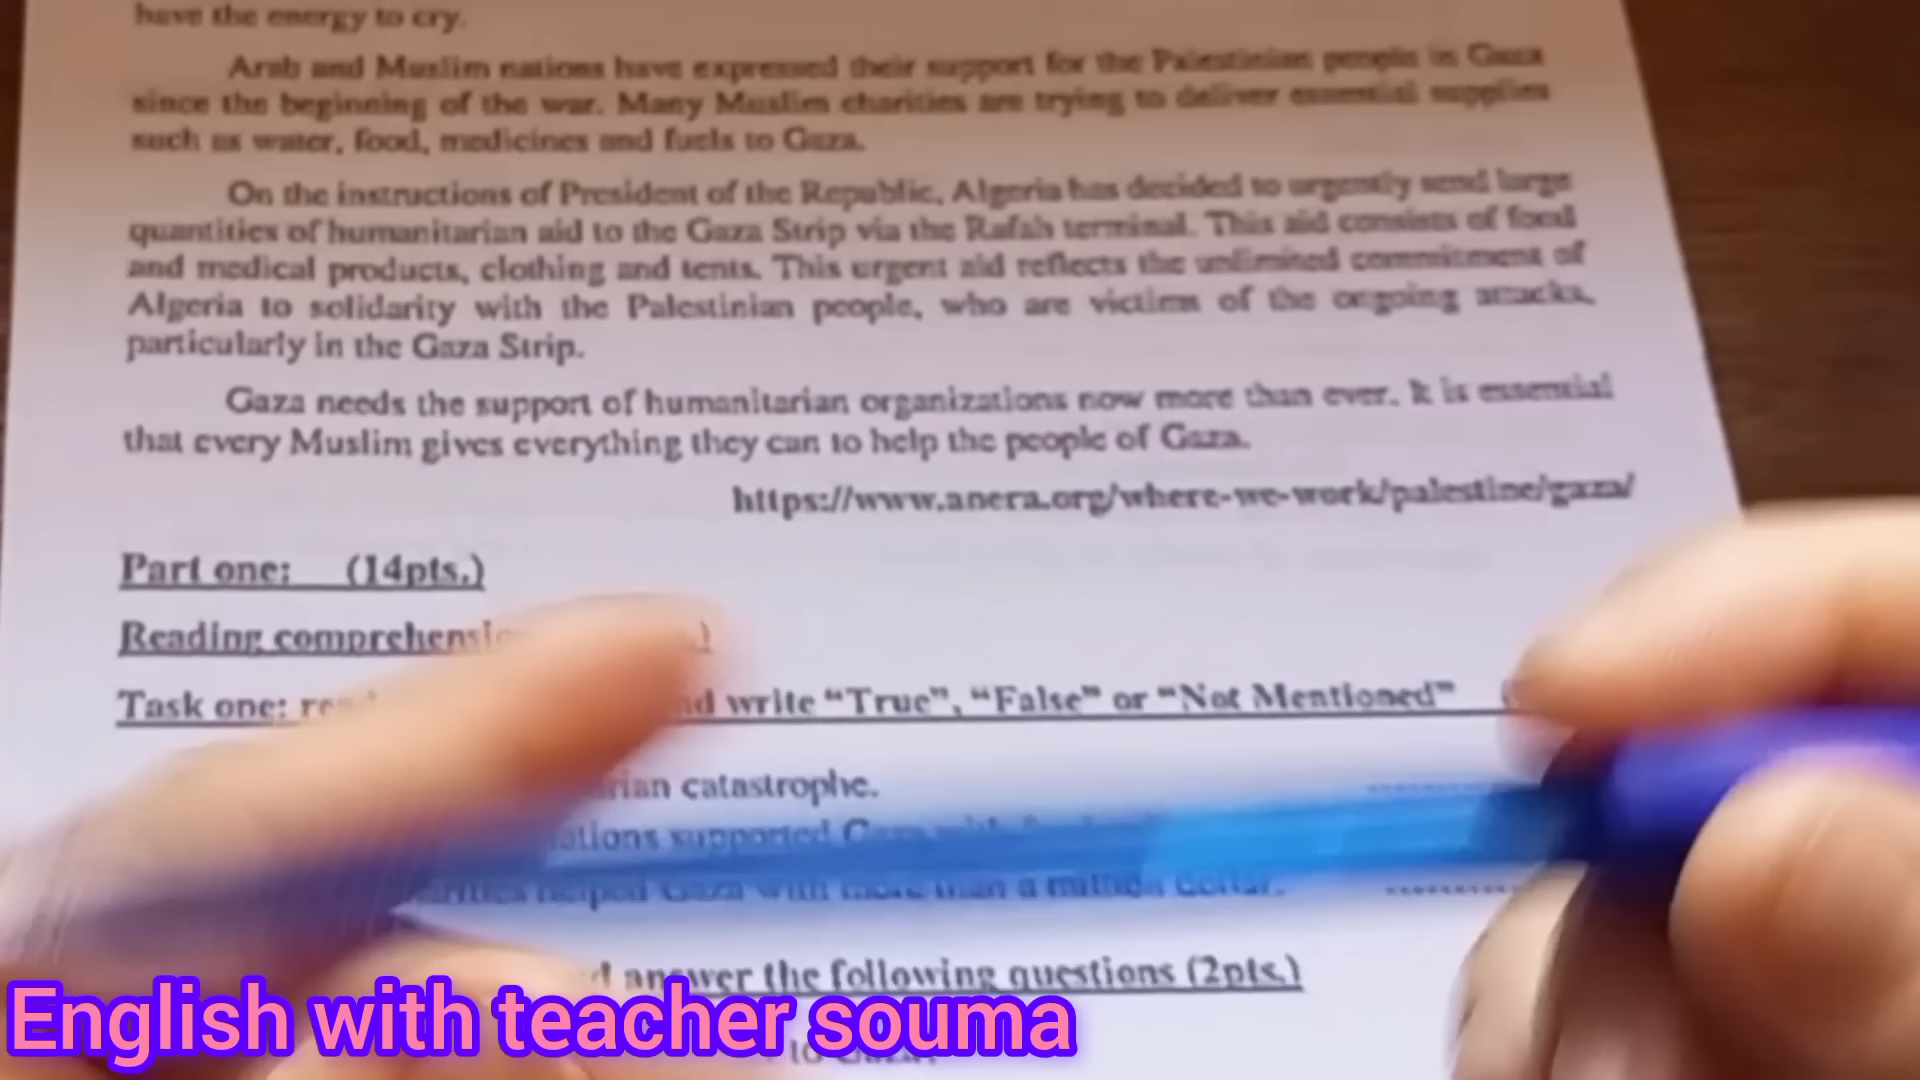 have the energy to cry.
Arab and Muslim nations have expressed their support for the Palestinian people in Gaza
since the beginning of the war. Many Muslim charities are trying to deliver essential supplies
such as water, food, medicines and fuels to Gaza.
On the instructions of President of the Republic, Algeria has decided to urgently send large
quantities of humanitarian aid to the Gaza Strip via the Rafah terminal. This aid consists of food
and medical products, clothing and tents. This urgent aid reflects the unlimited commitment of
Algeria to solidarity with the Palestinian people, who are victims of the ongoing attacks,
particularly in the Gaza Strip.
Gaza needs the support of humanitarian organizations now more than ever. It is essential
that every Muslim gives everything they can to help the people of Gaza.
https://www.anera.org/where-we-work/palestine/gaza/
Part one: (14pts.)
Reading
Task one: write “True”, “False” or “Not Mentioned”
catastrophe.
supported Gaza with
helped Gaza with more than a million dollar.
answer the following questions (2pts.)
English with teacher souma